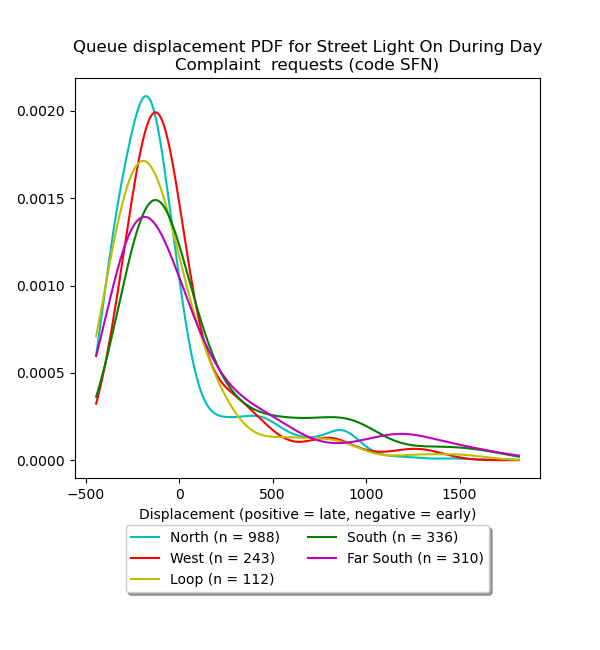 Queue displacement PDF for Street Light On During Day
Complaint  requests (code SFN)
0.0020
0.0015
0.0010
0.0005
0.0000
−500 0 500 1000 1500
Displacement (positive = late, negative = early)
North (n = 988)
West (n = 243)
Loop (n = 112)
South (n = 336)
Far South (n = 310)